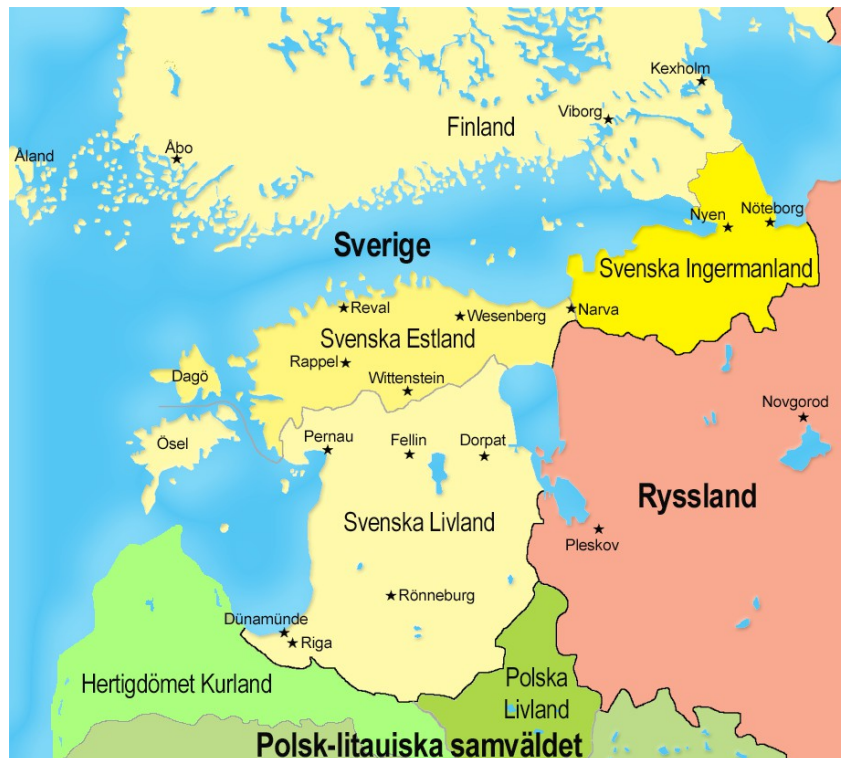 Kexholm
Viborg
Finland
Åbo
Åland
Nyen
Nöteborg
Sverige
Svenska Ingermanland
Reval
Wesenberg
Narva
Svenska Estland
Rappel
Dagö
Wittenstein
Novgorod
Ösel
Pernau
Fellin
Dorpat
Ryssland
Svenska Livland
Pleskov
Rönneburg
Dünamünde
Riga
Hertigdömet Kurland
Polska
Livland
Polsk-litauiska samväldet